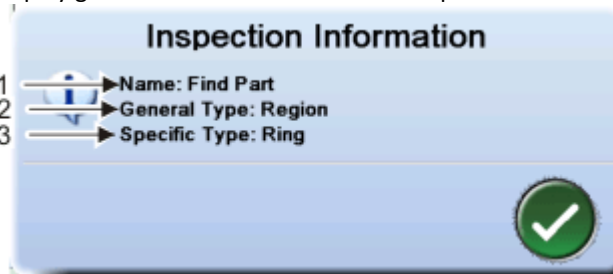 Inspection Information
1 Name: Find Part
2 General Type: Region
3 Specific Type: Ring